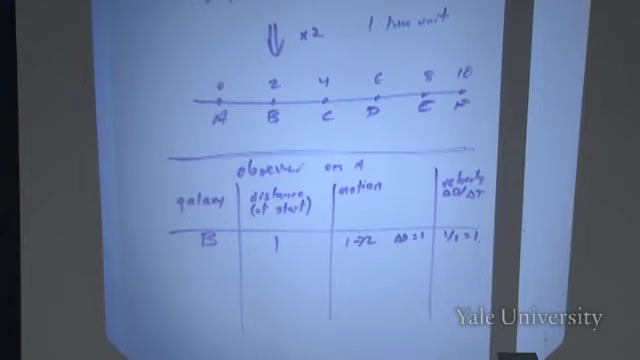 ↓ x2 1 time unit
0 2 4 6 8 10
A B C D E F
observer on A
galaxy distance (at start) motion velocity ΔD/ΔT
B 1 1→2 ΔD=1 1/1=1
Yale University